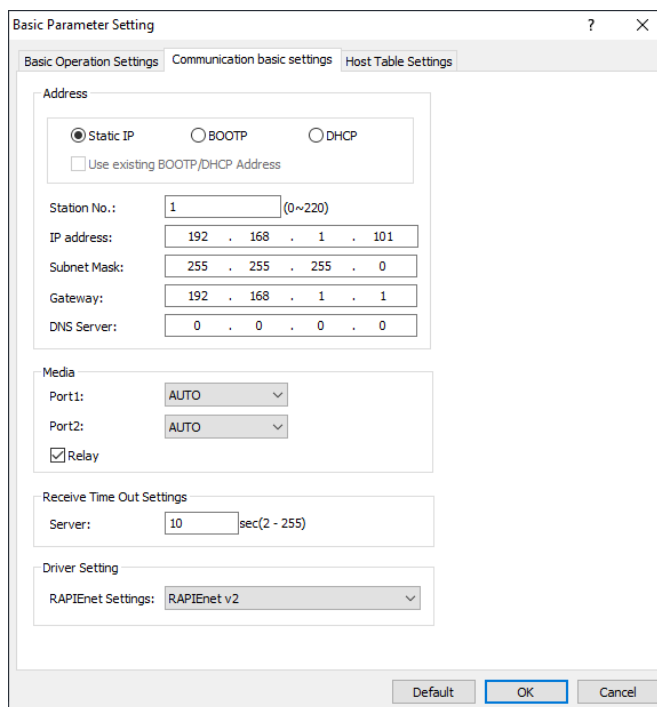 Basic Parameter Setting ?
Basic Operation Settings Communication basic settings Host Table Settings
Address
Static IP BOOTP DHCP
Use existing BOOTP/DHCP Address
Station No.: 1 (0~220)
IP address: 192 . 168 . 1 . 101
Subnet Mask: 255 . 255 . 255 . 0
Gateway: 192 . 168 . 1 . 1
DNS Server: 0 . 0 . 0 . 0
Media
Port1: AUTO
Port2: AUTO
Relay
Receive Time Out Settings
Server: 10 sec(2 - 255)
Driver Setting
RAPIEnet Settings: RAPIEnet v2
Default OK Cancel